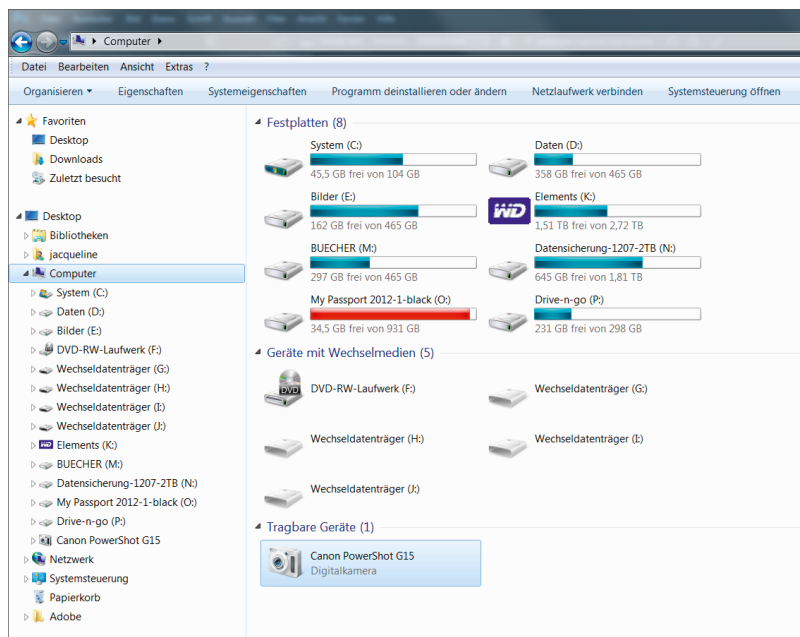 Computer
Datei Bearbeiten Ansicht Extras ?
Organisieren Eigenschaften Systemeigenschaften Programm deinstallieren oder ändern Netzlaufwerk verbinden Systemsteuerung öffnen
Favoriten
Desktop
Downloads
Zuletzt besucht
Desktop
Bibliotheken
jacqueline
Computer
System (C:)
Daten (D:)
Bilder (E:)
DVD-RW-Laufwerk (F:)
Wechseldatenträger (G:)
Wechseldatenträger (H:)
Wechseldatenträger (I:)
Wechseldatenträger (J:)
Elements (K:)
BUECHER (M:)
Datensicherung-1207-2TB (N:)
My Passport 2012-1-black (O:)
Drive-n-go (P:)
Canon PowerShot G15
Netzwerk
Systemsteuerung
Papierkorb
Adobe
Festplatten (8)
System (C:)
45,5 GB frei von 104 GB
Daten (D:)
358 GB frei von 465 GB
Bilder (E:)
162 GB frei von 465 GB
WD
Elements (K:)
1,51 TB frei von 2,72 TB
BUECHER (M:)
297 GB frei von 465 GB
Datensicherung-1207-2TB (N:)
645 GB frei von 1,81 TB
My Passport 2012-1-black (O:)
34,5 GB frei von 931 GB
Drive-n-go (P:)
231 GB frei von 298 GB
Geräte mit Wechselmedien (5)
DVD
DVD-RW-Laufwerk (F:)
Wechseldatenträger (G:)
Wechseldatenträger (H:)
Wechseldatenträger (I:)
Wechseldatenträger (J:)
Tragbare Geräte (1)
Canon PowerShot G15
Digitalkamera